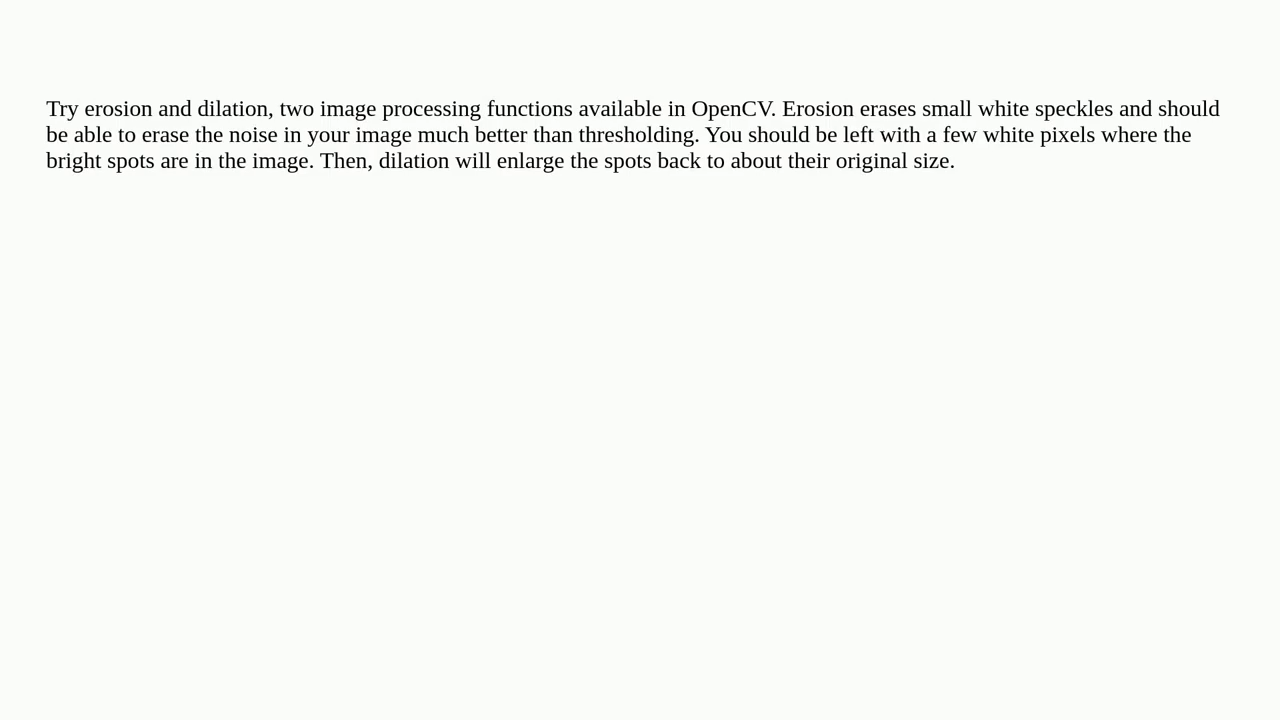 Try erosion and dilation, two image processing functions available in OpenCV. Erosion erases small white speckles and should
be able to erase the noise in your image much better than thresholding. You should be left with a few white pixels where the
bright spots are in the image. Then, dilation will enlarge the spots back to about their original size.